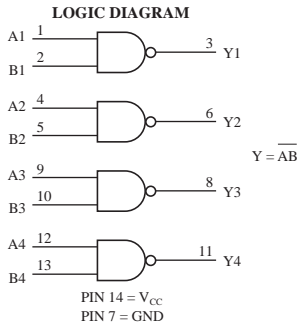 LOGIC DIAGRAM
A1 1
B1 2
3 Y1
A2 4
B2 5
6 Y2
Y = A̅B̅
A3 9
B3 10
8 Y3
A4 12
B4 13
11 Y4
PIN 14 = VCC
PIN 7 = GND